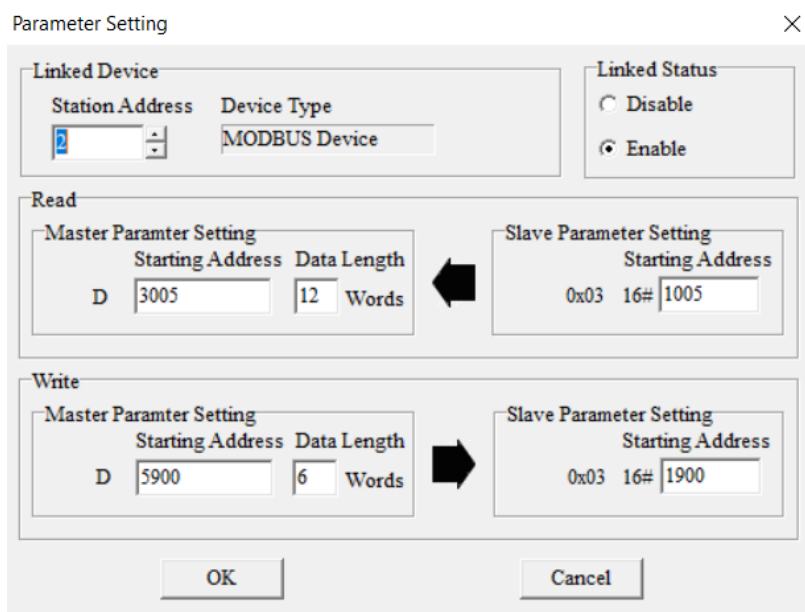 Parameter Setting
Linked Device
Station Address Device Type
2 MODBUS Device
Linked Status
Disable
Enable
Read
Master Paramter Setting
Starting Address Data Length
D 3005 12 Words
Slave Parameter Setting
Starting Address
0x03 16# 1005
Write
Master Paramter Setting
Starting Address Data Length
D 5900 6 Words
Slave Parameter Setting
Starting Address
0x03 16# 1900
OK Cancel